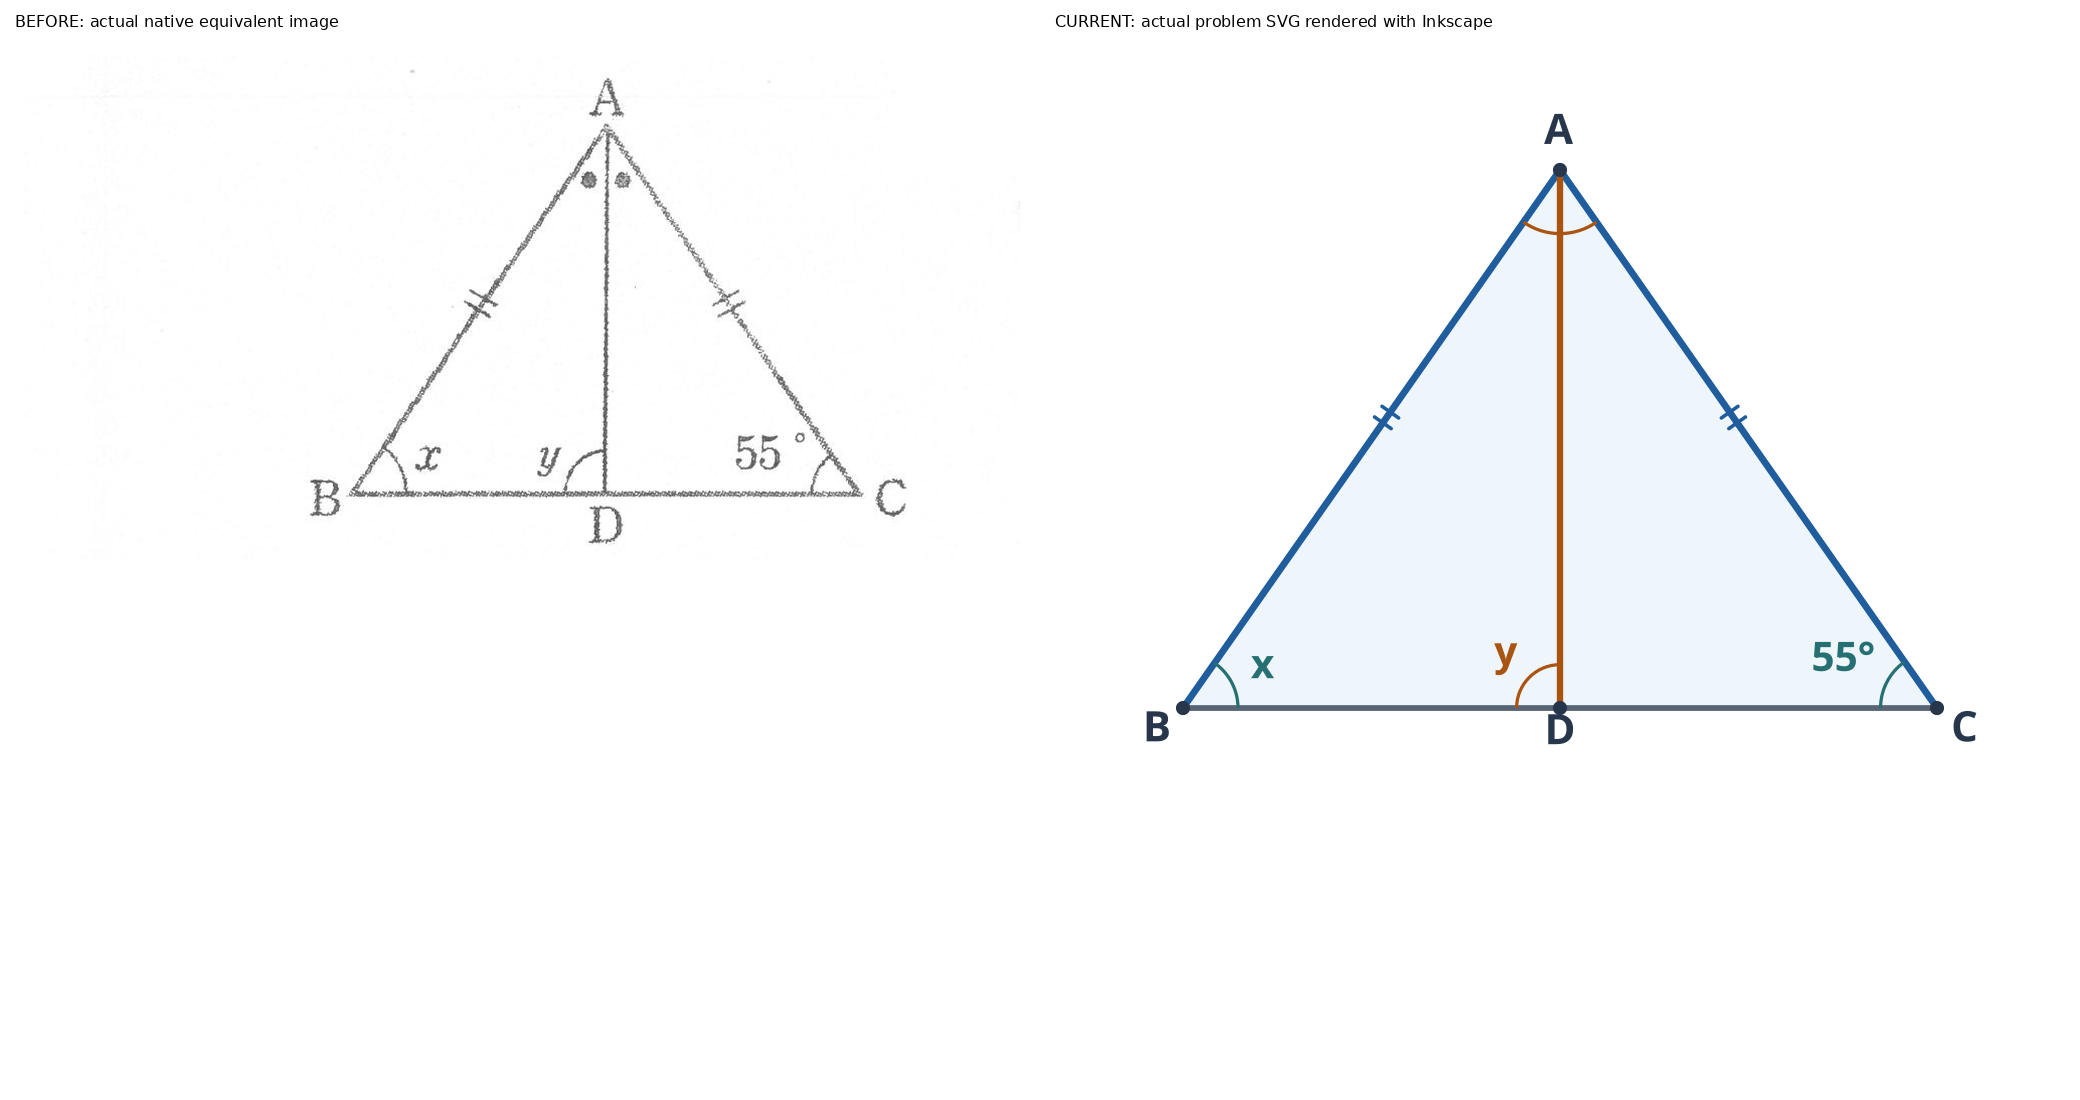 BEFORE: actual native equivalent image
A
x
y
55°
B
D
C
CURRENT: actual problem SVG rendered with Inkscape
A
x
y
55°
B
D
C